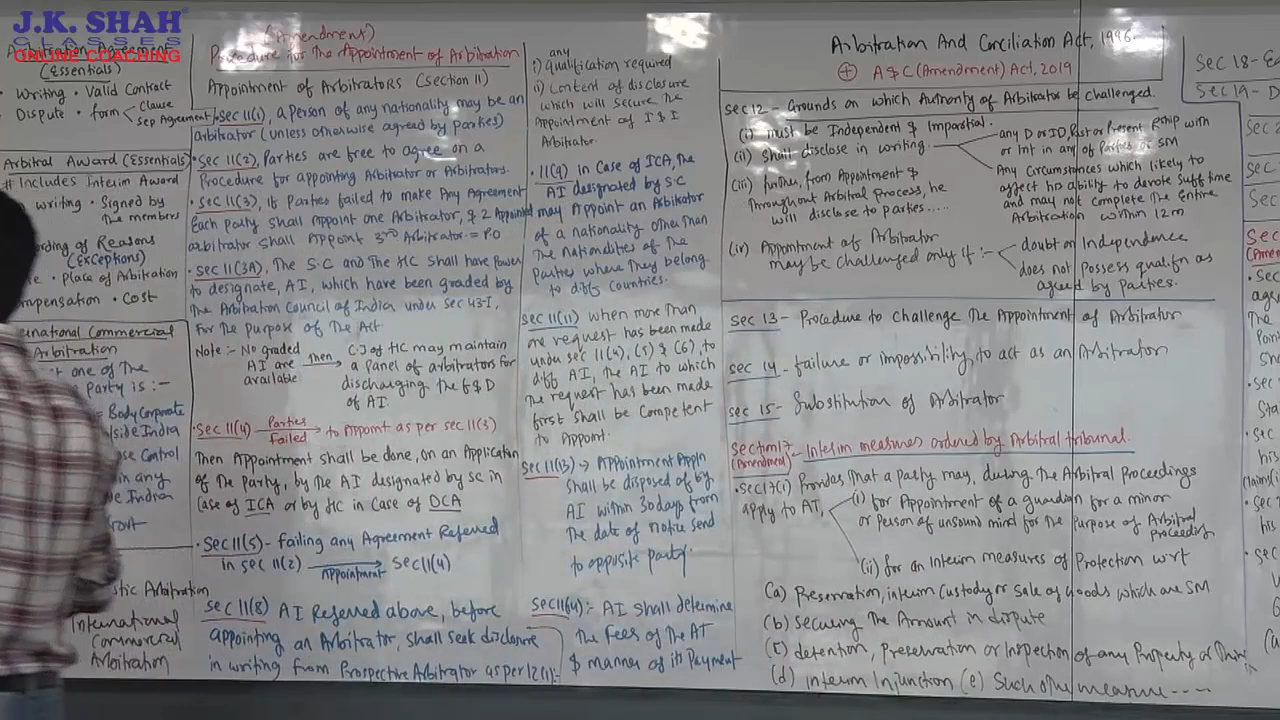 J.K. SHAH®
CLASSES
ONLINE COACHING
Arbitration Agreement
(Essentials)
Writing • Valid Contract
Dispute • form < Clause
Sep Agreement
Arbitral Award (Essentials)
# Includes Interim Award
writing • Signed by
the members
of Reasons
(Exceptions)
• Place of Arbitration
• Cost
Commercial
Arbitration
one of the
Party is :-
= Body Corporate
India
Control
in any
India
International
Commercial
Arbitration
(Amendment)
Procedure for The Appointment of Arbitration
Appointment of Arbitrators (Section 11)
Sec 11(1), a Person of any nationality may be an
arbitrator (unless otherwise agreed by parties)
• Sec 11(2), Parties are free to agree on a
Procedure for appointing Arbitrator or Arbitrators.
• Sec 11(3), if Parties failed to make Any Agreement
Each party shall Appoint one Arbitrator, & 2 Appointed
arbitrator shall Appoint 3rd Arbitrator = P.O
• Sec 11(3A), The S.C and The HC shall have Power
to designate, AI, which have been graded by
the Arbitration Council of India under Sec 43-I,
for the purpose of The Act
Note :- No graded
AI are
available
Then →
CJ of HC may maintain
a panel of arbitrators for
discharging the F & D
of AI.
• Sec 11(4) Parties Failed → to Appoint as per Sec 11(3)
Then Appointment shall be done, on an Application
of the Party, by the AI designated by SC in
Case of ICA or by HC in Case of DCA
• Sec 11(5) - Failing any Agreement Referred
in Sec 11(2) Appointment → Sec 11(4)
Sec 11(8) AI Referred above, before
appointing an Arbitrator, shall seek disclosure
in writing from Prospective Arbitrator as per 12(1):-
any
i) Qualification required
ii) Content of disclosure
which will secure The
Appointment of I & I
Arbitrator.
• 11(9) in Case of ICA, The
AI designated by S.C
may Appoint an Arbitrator
of a nationality other than
The nationalities of The
Parties where They belong
to diff countries.
Sec 11(11) when more Than
one request has been made
under Sec 11(4), (5) & (6), to
diff AI, The AI to which
The request has been made
first shall be Competent
to Appoint.
Sec 11(13) → Appointment Appln
shall be disposed of by
AI within 30 days from
The date of notice send
to opposite party.
Sec 11(14):- AI Shall determine
The fees of The AT
& manner of its Payment
Arbitration And Conciliation Act, 1996
+ A & C (Amendment) Act, 2019
Sec 12 - Grounds on which Authority of Arbitrator be challenged.
(i) must be Independent & Impartial.
(ii) Shall disclose in writing.
any D or ID, Past or Present R'ship with
or Int in any of Parties or SM
Any Circumstances which likely to
affect his ability to devote Suff time
and may not complete The Entire
Arbitration within 12m
(iii) further, from Appointment &
Throughout Arbitral Process, he
will disclose to parties.....
(iv) Appointment of Arbitrator
may be challenged only if :-
doubt on Independence
does not possess qualif'n as
agreed by parties.
Sec 13 - Procedure to challenge The Appointment of Arbitrator
Sec 14 - failure or impossibility, to act as an Arbitrator
Sec 15 - Substitution of Arbitrator
Section 17 - Interim measures ordered by Arbitral tribunal.
(Amendment)
• Sec 17(1) Provides That a party may, during The Arbitral Proceedings
apply to AT,
(i) for Appointment of a guardian for a minor
or Person of unsound mind for the Purpose of Arbitral
Proceeding
(ii) for an Interim measures of Protection wrt
(a) Preservation, interim Custody or Sale of Goods which are SM
(b) Securing The Amount in dispute
(c) detention, Preservation or Inspection of any Property or Thing
(d) interim Injunction (e) Such other measure ----
Sec 18 -
Sec 19 -